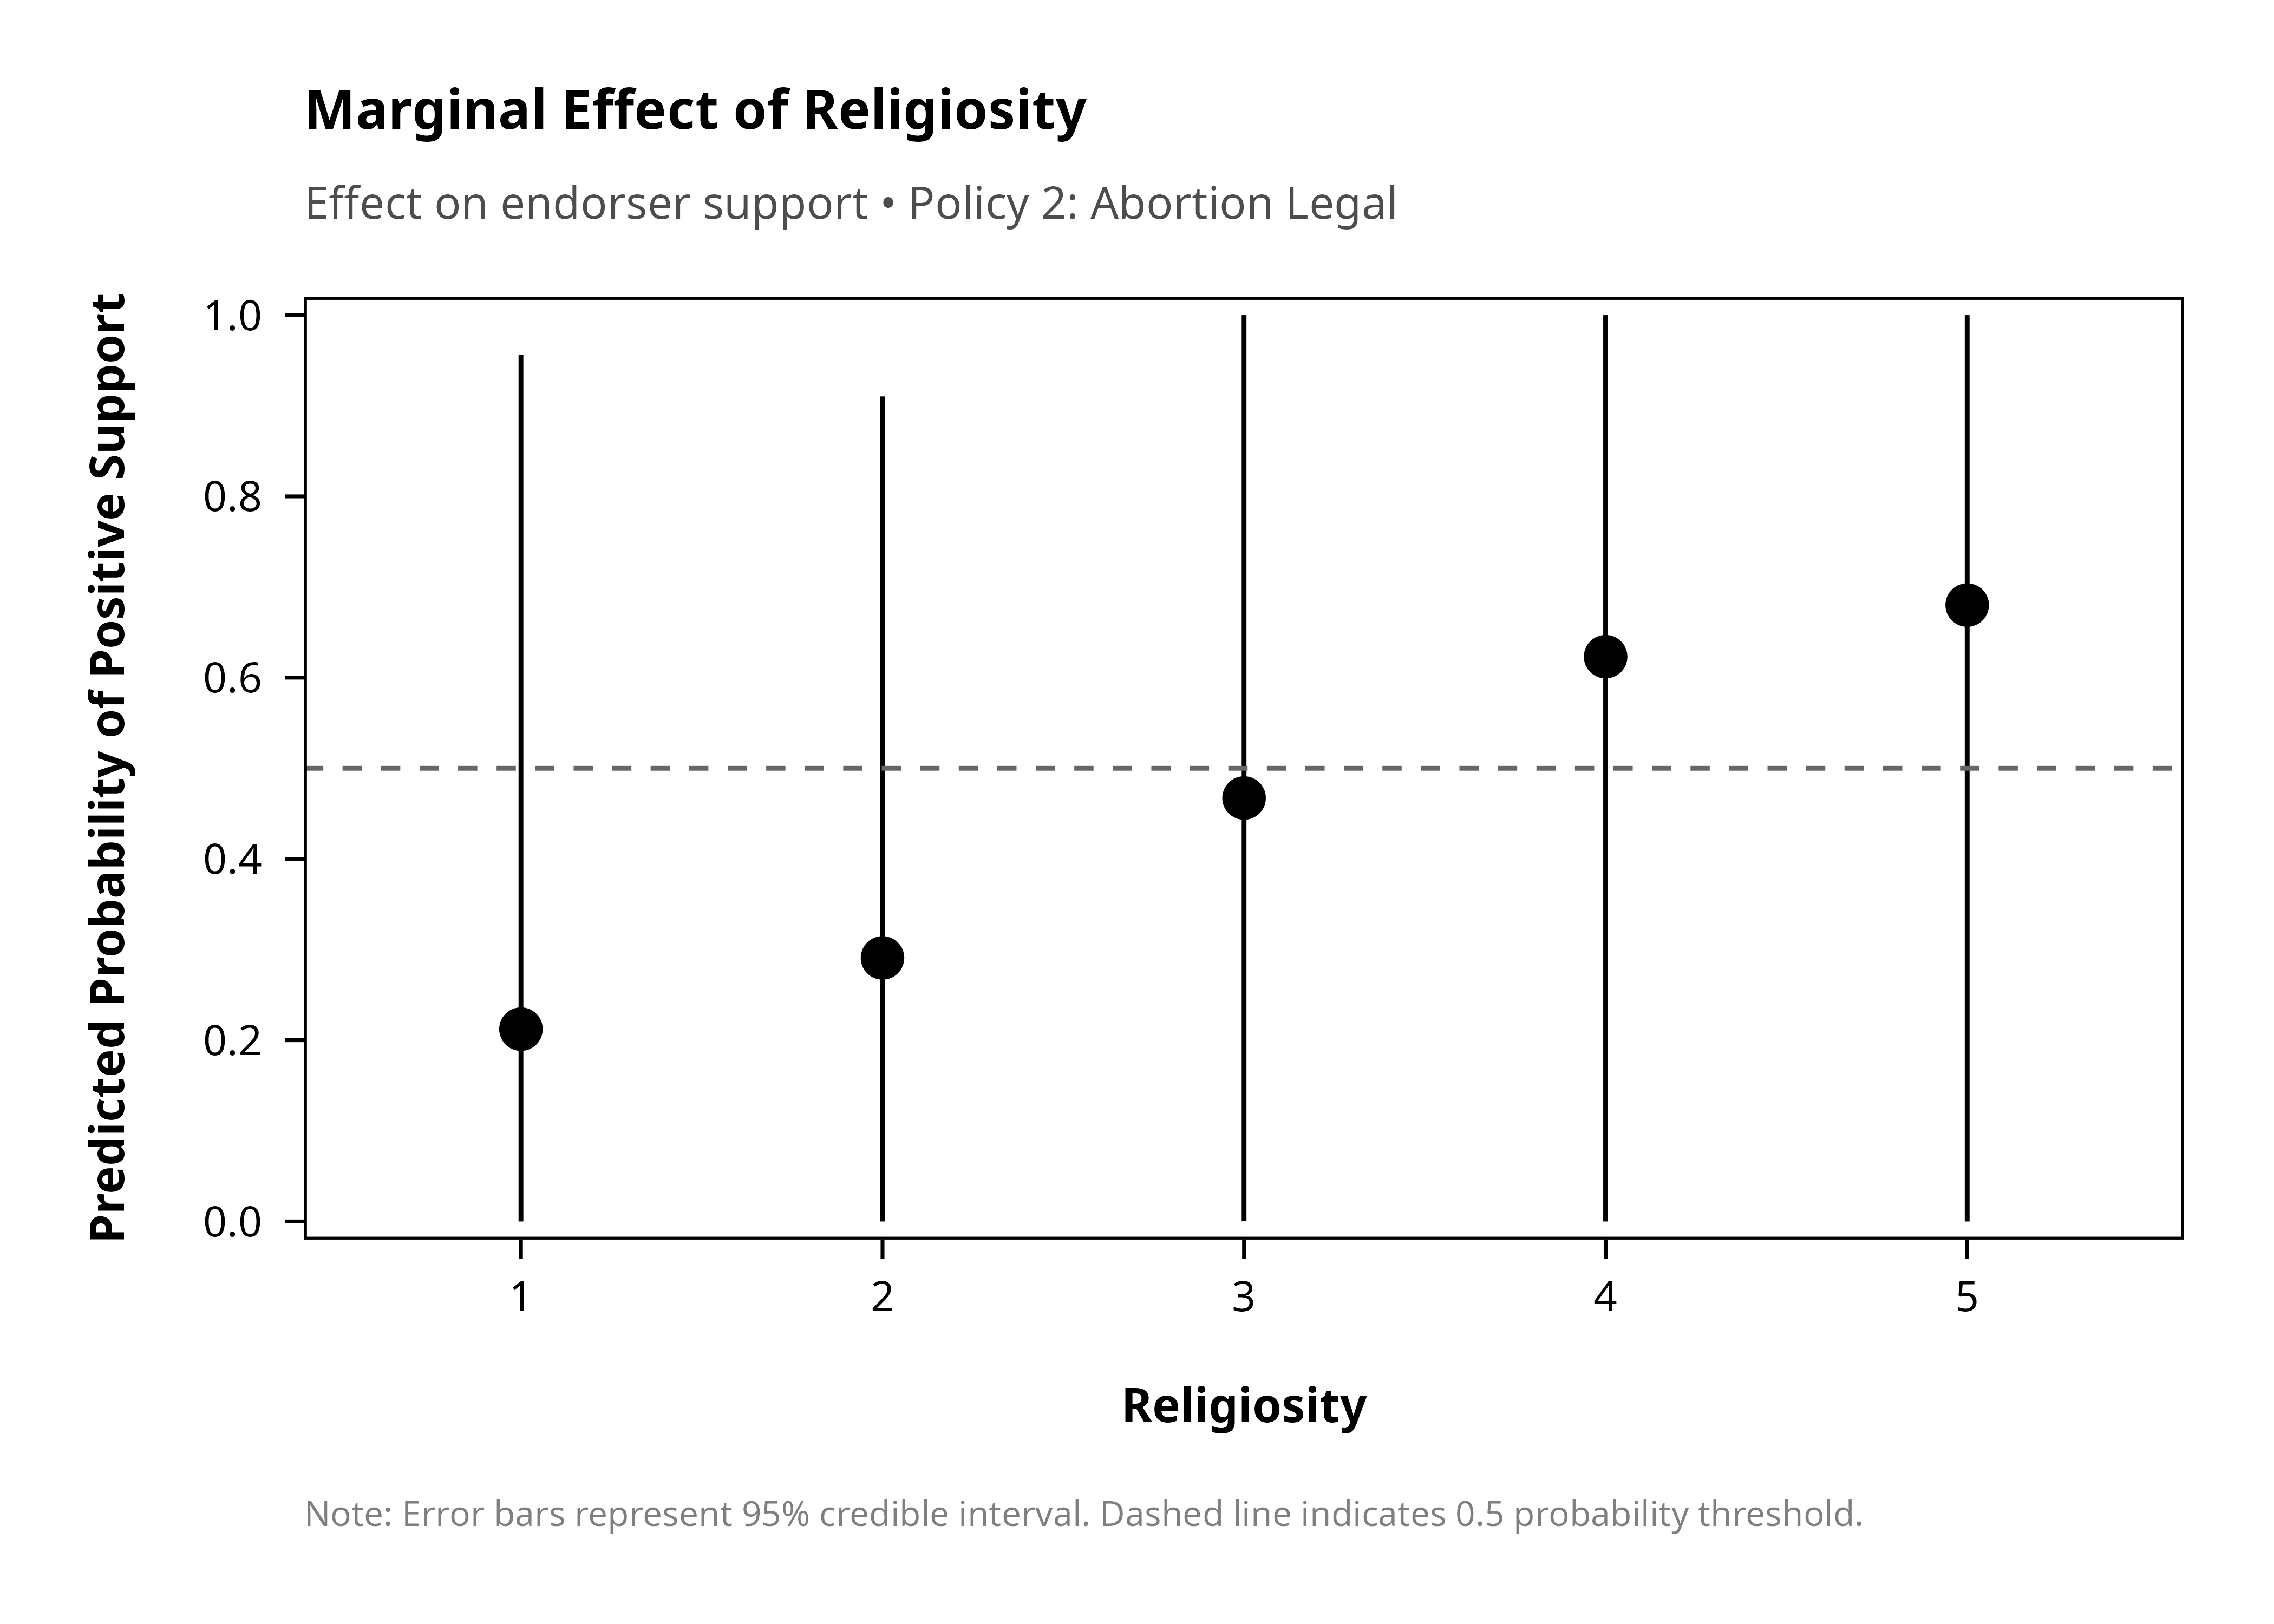 Marginal Effect of Religiosity
Effect on endorser support • Policy 2: Abortion Legal
Predicted Probability of Positive Support
1.0
0.8
0.6
0.4
0.2
0.0
1 2 3 4 5
Religiosity
Note: Error bars represent 95% credible interval. Dashed line indicates 0.5 probability threshold.